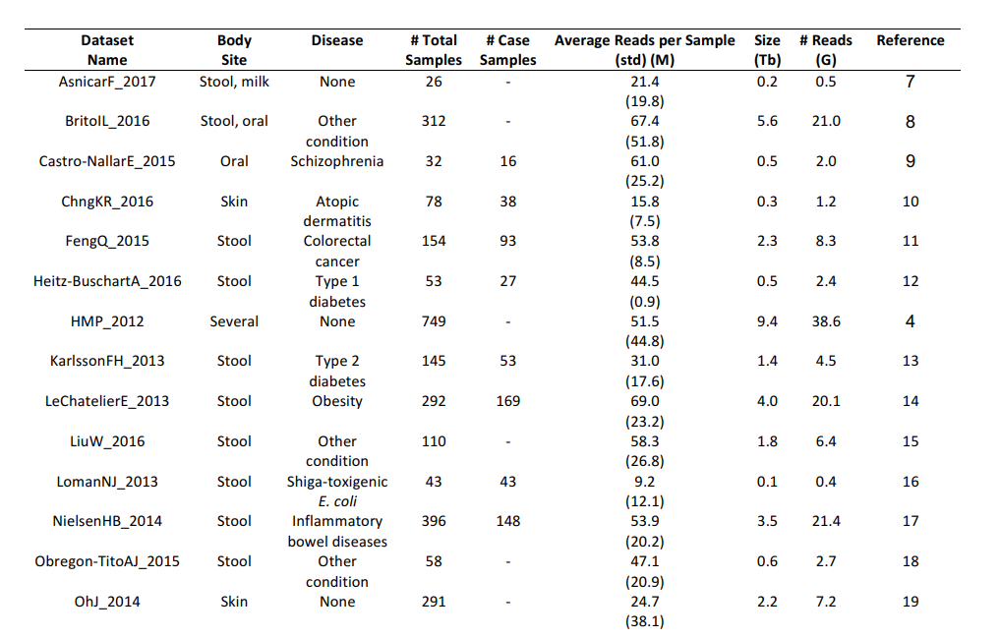 Dataset Body Disease # Total # Case Average Reads per Sample Size # Reads Reference
Name Site Samples Samples (std) (M) (Tb) (G)
AsnicarF_2017 Stool, milk None 26 - 21.4 0.2 0.5 7
(19.8)
BritoIL_2016 Stool, oral Other 312 - 67.4 5.6 21.0 8
condition (51.8)
Castro-NallarE_2015 Oral Schizophrenia 32 16 61.0 0.5 2.0 9
(25.2)
ChngKR_2016 Skin Atopic 78 38 15.8 0.3 1.2 10
dermatitis (7.5)
FengQ_2015 Stool Colorectal 154 93 53.8 2.3 8.3 11
cancer (8.5)
Heitz-BuschartA_2016 Stool Type 1 53 27 44.5 0.5 2.4 12
diabetes (0.9)
HMP_2012 Several None 749 - 51.5 9.4 38.6 4
(44.8)
KarlssonFH_2013 Stool Type 2 145 53 31.0 1.4 4.5 13
diabetes (17.6)
LeChatelierE_2013 Stool Obesity 292 169 69.0 4.0 20.1 14
(23.2)
LiuW_2016 Stool Other 110 - 58.3 1.8 6.4 15
condition (26.8)
LomanNJ_2013 Stool Shiga-toxigenic 43 43 9.2 0.1 0.4 16
E. coli (12.1)
NielsenHB_2014 Stool Inflammatory 396 148 53.9 3.5 21.4 17
bowel diseases (20.2)
Obregon-TitoAJ_2015 Stool Other 58 - 47.1 0.6 2.7 18
condition (20.9)
OhJ_2014 Skin None 291 - 24.7 2.2 7.2 19
(38.1)